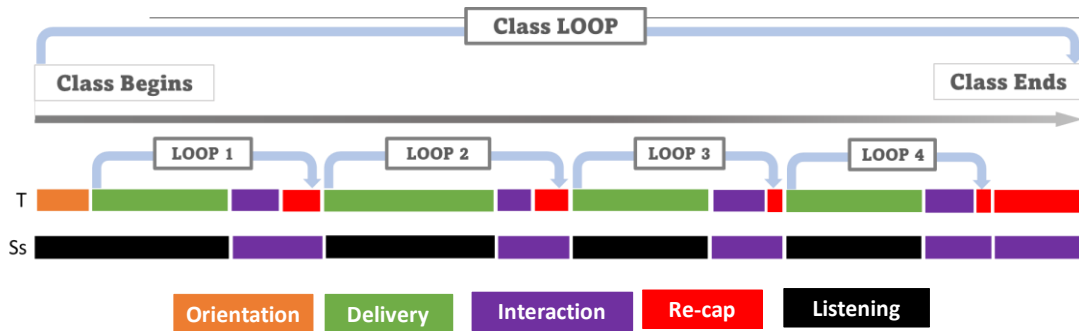 Class LOOP
Class Begins
Class Ends
LOOP 1
LOOP 2
LOOP 3
LOOP 4
T
Ss
Orientation
Delivery
Interaction
Re-cap
Listening